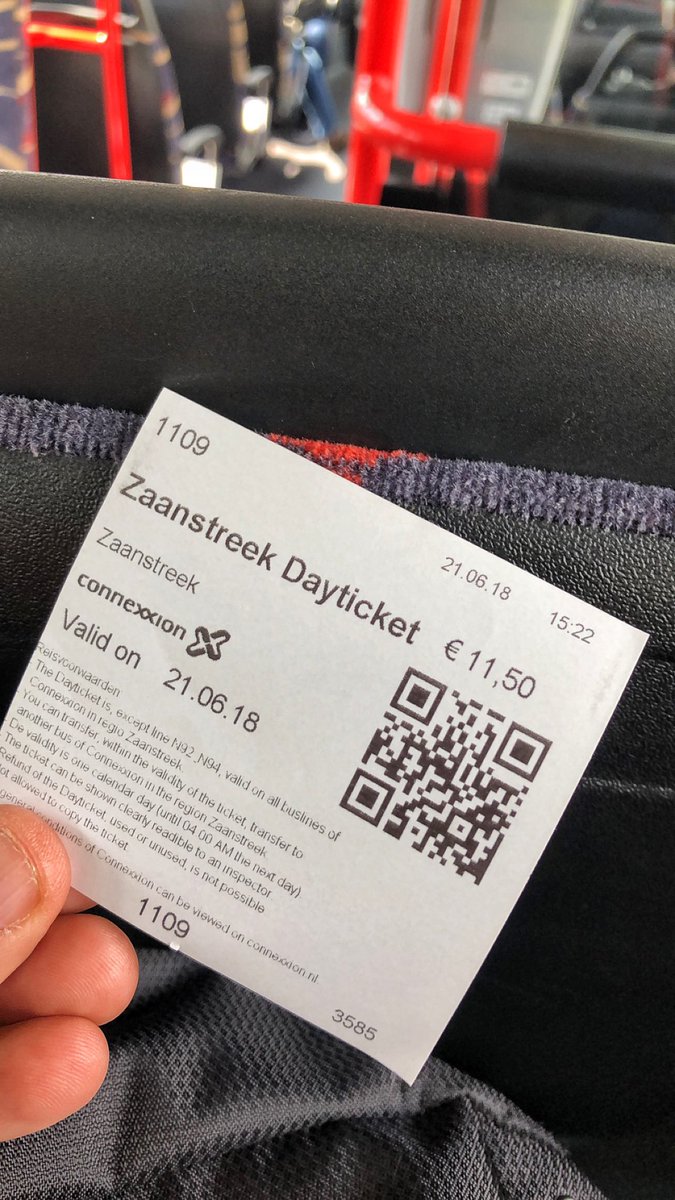 1109
Zaanstreek Dayticket
21.06.18 15:22
Zaanstreek
€ 11,50
connexxion
Valid on 21.06.18
Reisvoorwaarden:
The Dayticket is, except line N92..N94, valid on all buslines of
Connexxion in regio Zaanstreek.
You can transfer, within the validity of the ticket, transfer to
another bus of Connexxion in the region Zaanstreek.
De validity is one calendar day (until 04.00 AM the next day).
The ticket can be shown clearly readible to an inspector.
Refund of the Dayticket, used or unused, is not possible
allowed to copy the ticket.
general conditions of Connexxion can be viewed on connexxion.nl
1109
3585